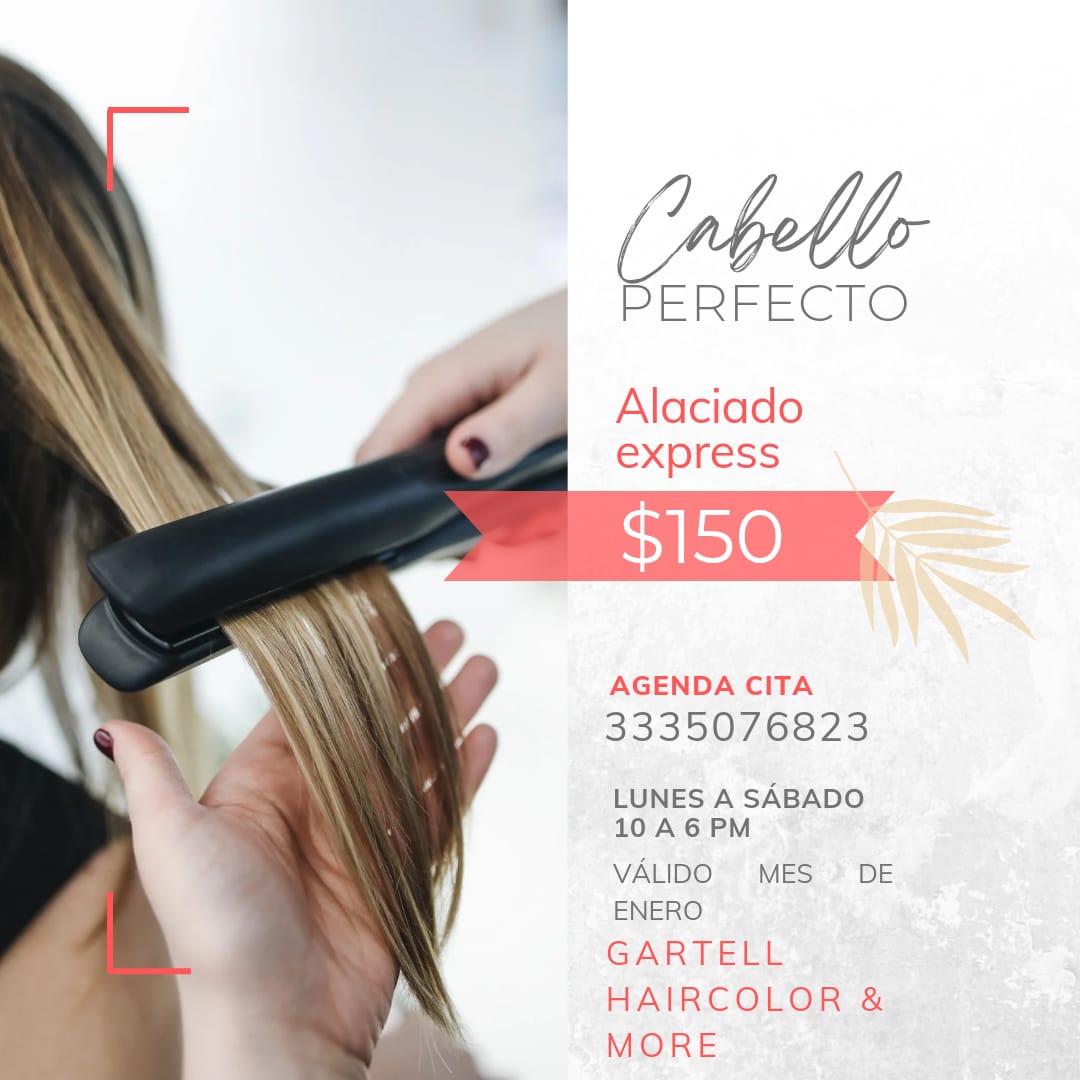 Cabello
PERFECTO
Alaciado
express
$150
AGENDA CITA
3335076823
LUNES A SÁBADO
10 A 6 PM
VÁLIDO MES DE
ENERO
GARTELL
HAIRCOLOR &
MORE